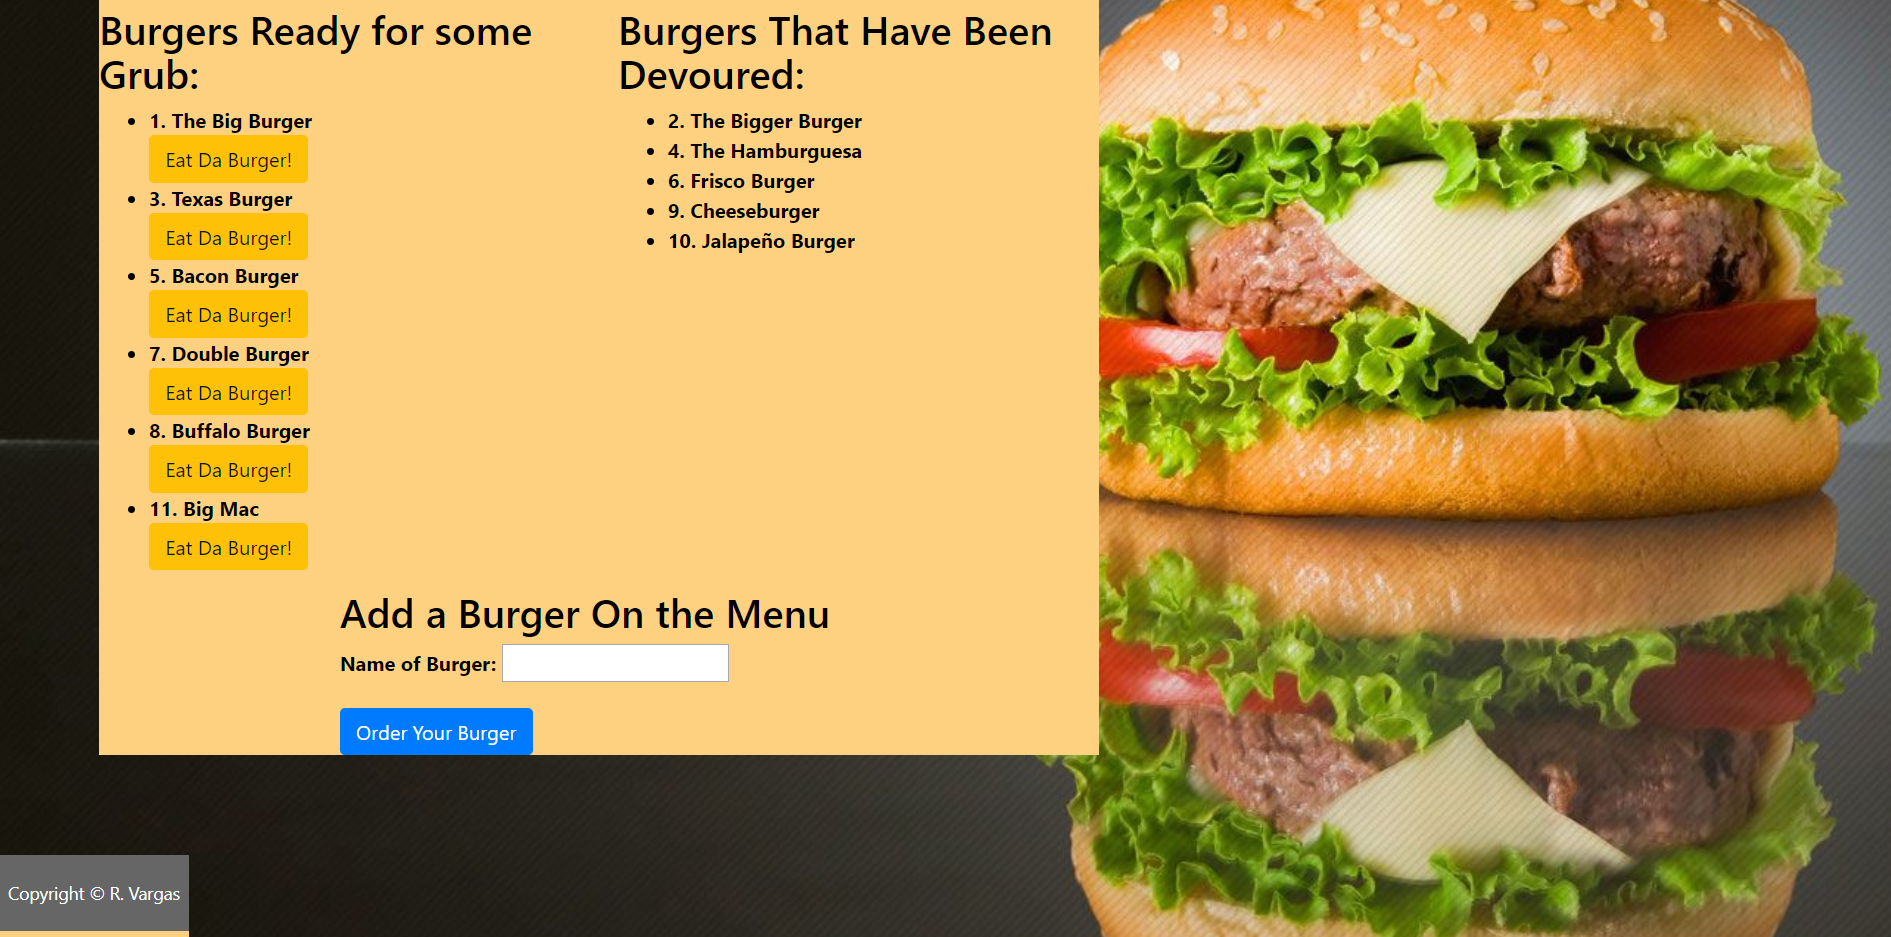 Burgers Ready for some
Grub:
1. The Big Burger
Eat Da Burger!
3. Texas Burger
Eat Da Burger!
5. Bacon Burger
Eat Da Burger!
7. Double Burger
Eat Da Burger!
8. Buffalo Burger
Eat Da Burger!
11. Big Mac
Eat Da Burger!
Burgers That Have Been
Devoured:
2. The Bigger Burger
4. The Hamburguesa
6. Frisco Burger
9. Cheeseburger
10. Jalapeño Burger
Add a Burger On the Menu
Name of Burger:
Order Your Burger
Copyright © R. Vargas